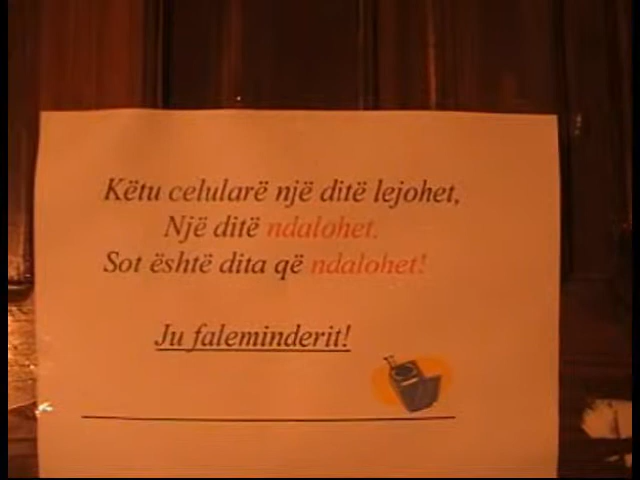 Këtu celularë një ditë lejohet,
Një ditë ndalohet.
Sot është dita që ndalohet!
Ju faleminderit!